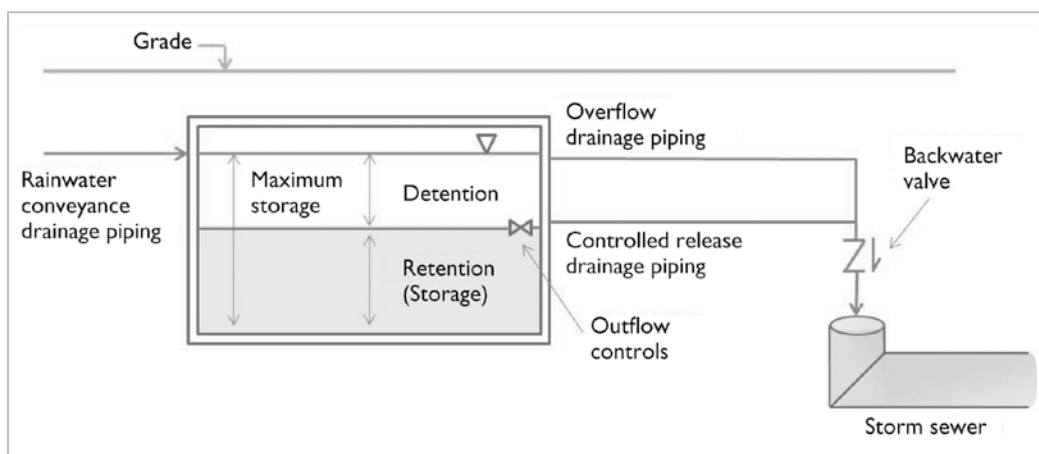 Grade
Overflow
drainage piping
Backwater
valve
Rainwater
conveyance
drainage piping
Maximum
storage
Detention
Controlled release
drainage piping
Retention
(Storage)
Outflow
controls
Storm sewer